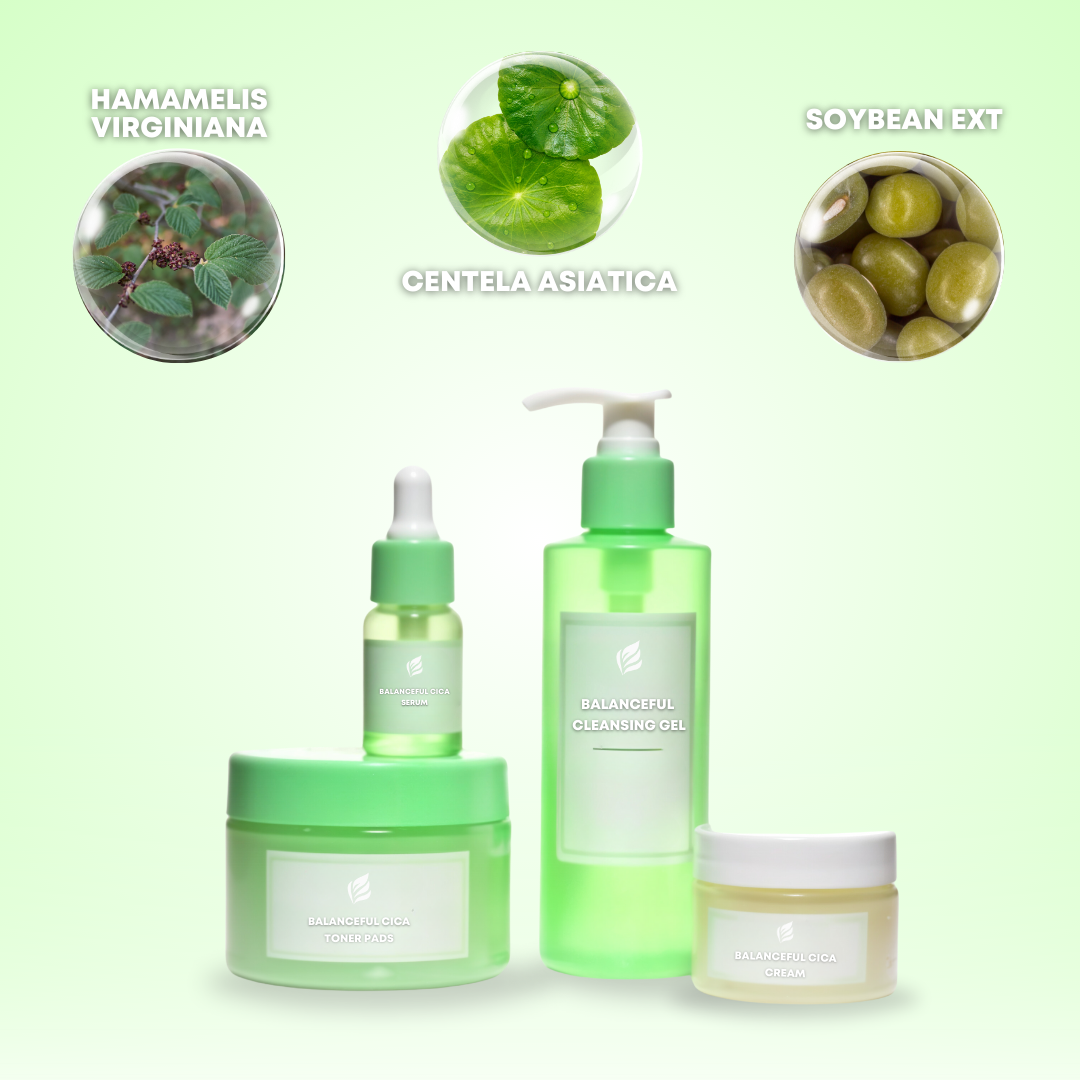 HAMAMELIS
VIRGINIANA
CENTELA ASIATICA
SOYBEAN EXT
BALANCEFUL CICA
SERUM
BALANCEFUL
CLEANSING GEL
BALANCEFUL CICA
TONER PADS
BALANCEFUL CICA
CREAM